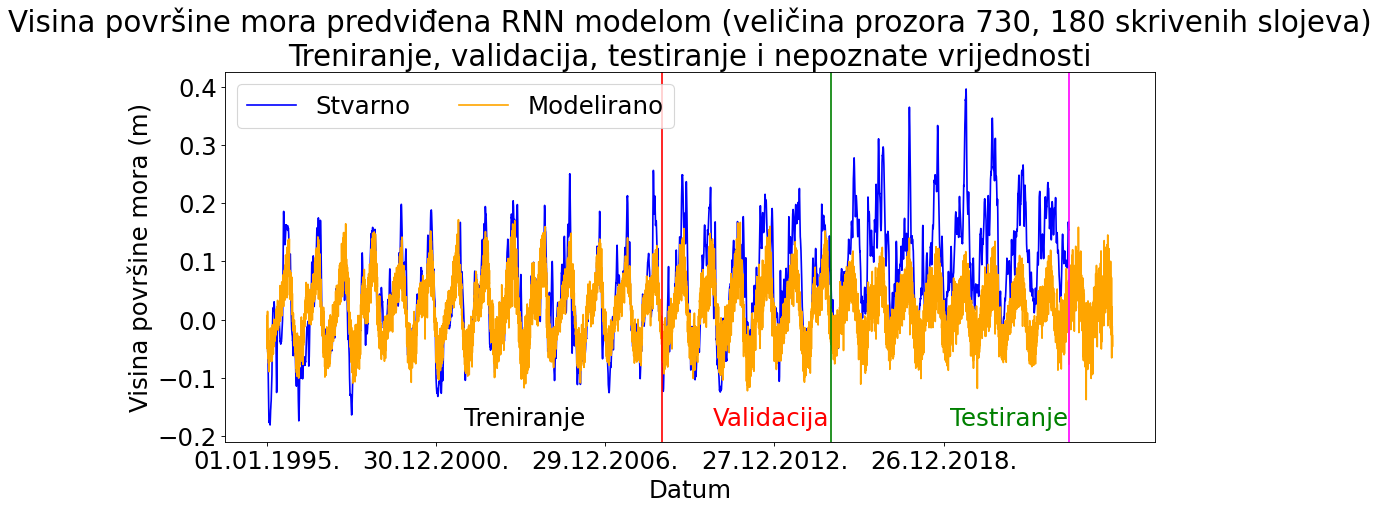 Visina površine mora predviđena RNN modelom (veličina prozora 730, 180 skrivenih slojeva)
Treniranje, validacija, testiranje i nepoznate vrijednosti
Stvarno Modelirano
Visina površine mora (m)
0.4
0.3
0.2
0.1
0.0
−0.1
−0.2
Treniranje Validacija Testiranje
01.01.1995. 30.12.2000. 29.12.2006. 27.12.2012. 26.12.2018.
Datum